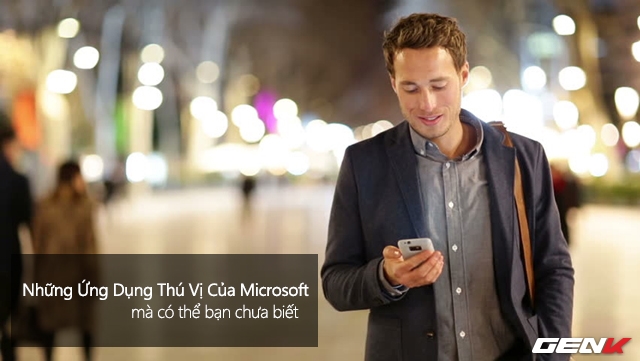 Những Ứng Dụng Thú Vị Của Microsoft
mà có thể bạn chưa biết
GENK